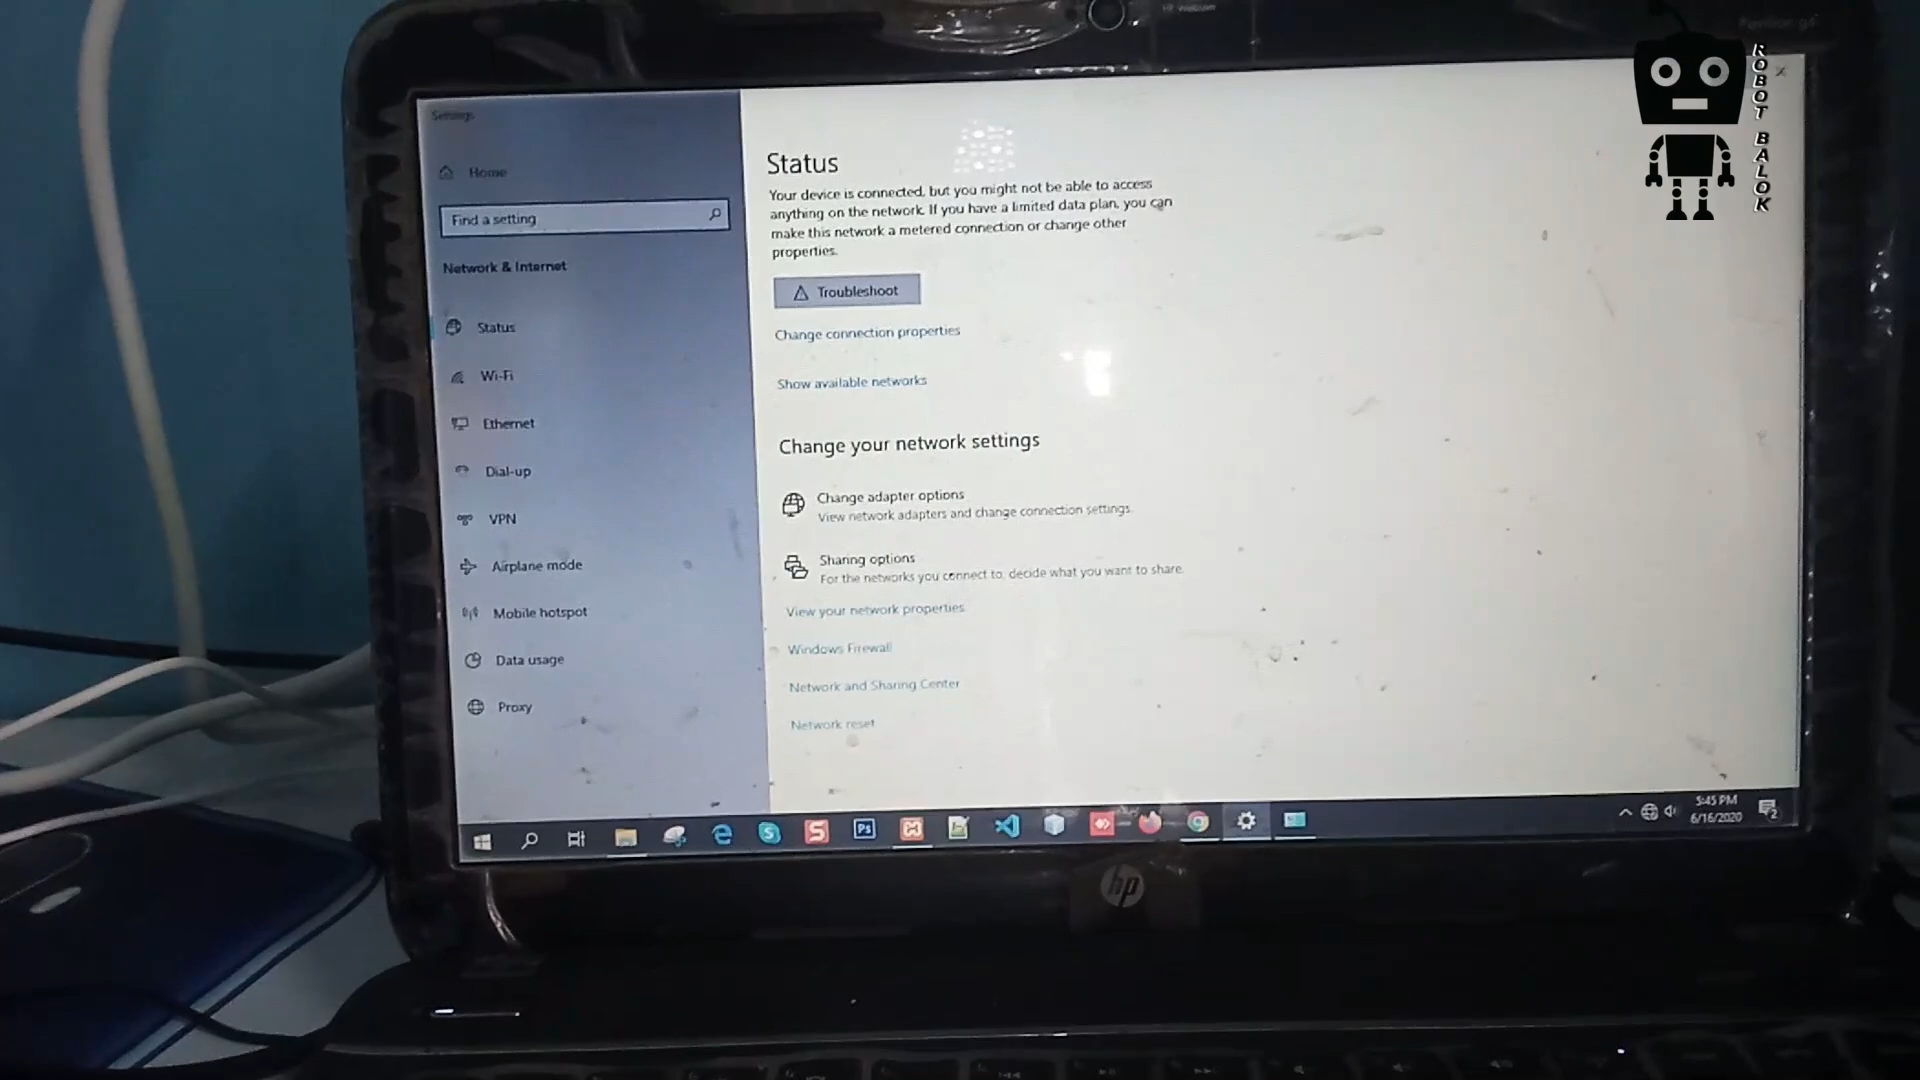 HP Webcam
Settings
Home
Find a setting
Network & Internet
Status
Wi-Fi
Ethernet
Dial-up
VPN
Airplane mode
Mobile hotspot
Data usage
Proxy
Status
Your device is connected, but you might not be able to access
anything on the network. If you have a limited data plan, you can
make this network a metered connection or change other
properties.
Troubleshoot
Change connection properties
Show available networks
Change your network settings
Change adapter options
View network adapters and change connection settings.
Sharing options
For the networks you connect to, decide what you want to share.
View your network properties
Windows Firewall
Network and Sharing Center
Network reset
Ps
5:45 PM
6/16/2020
2
hp
ROBOT BALOK